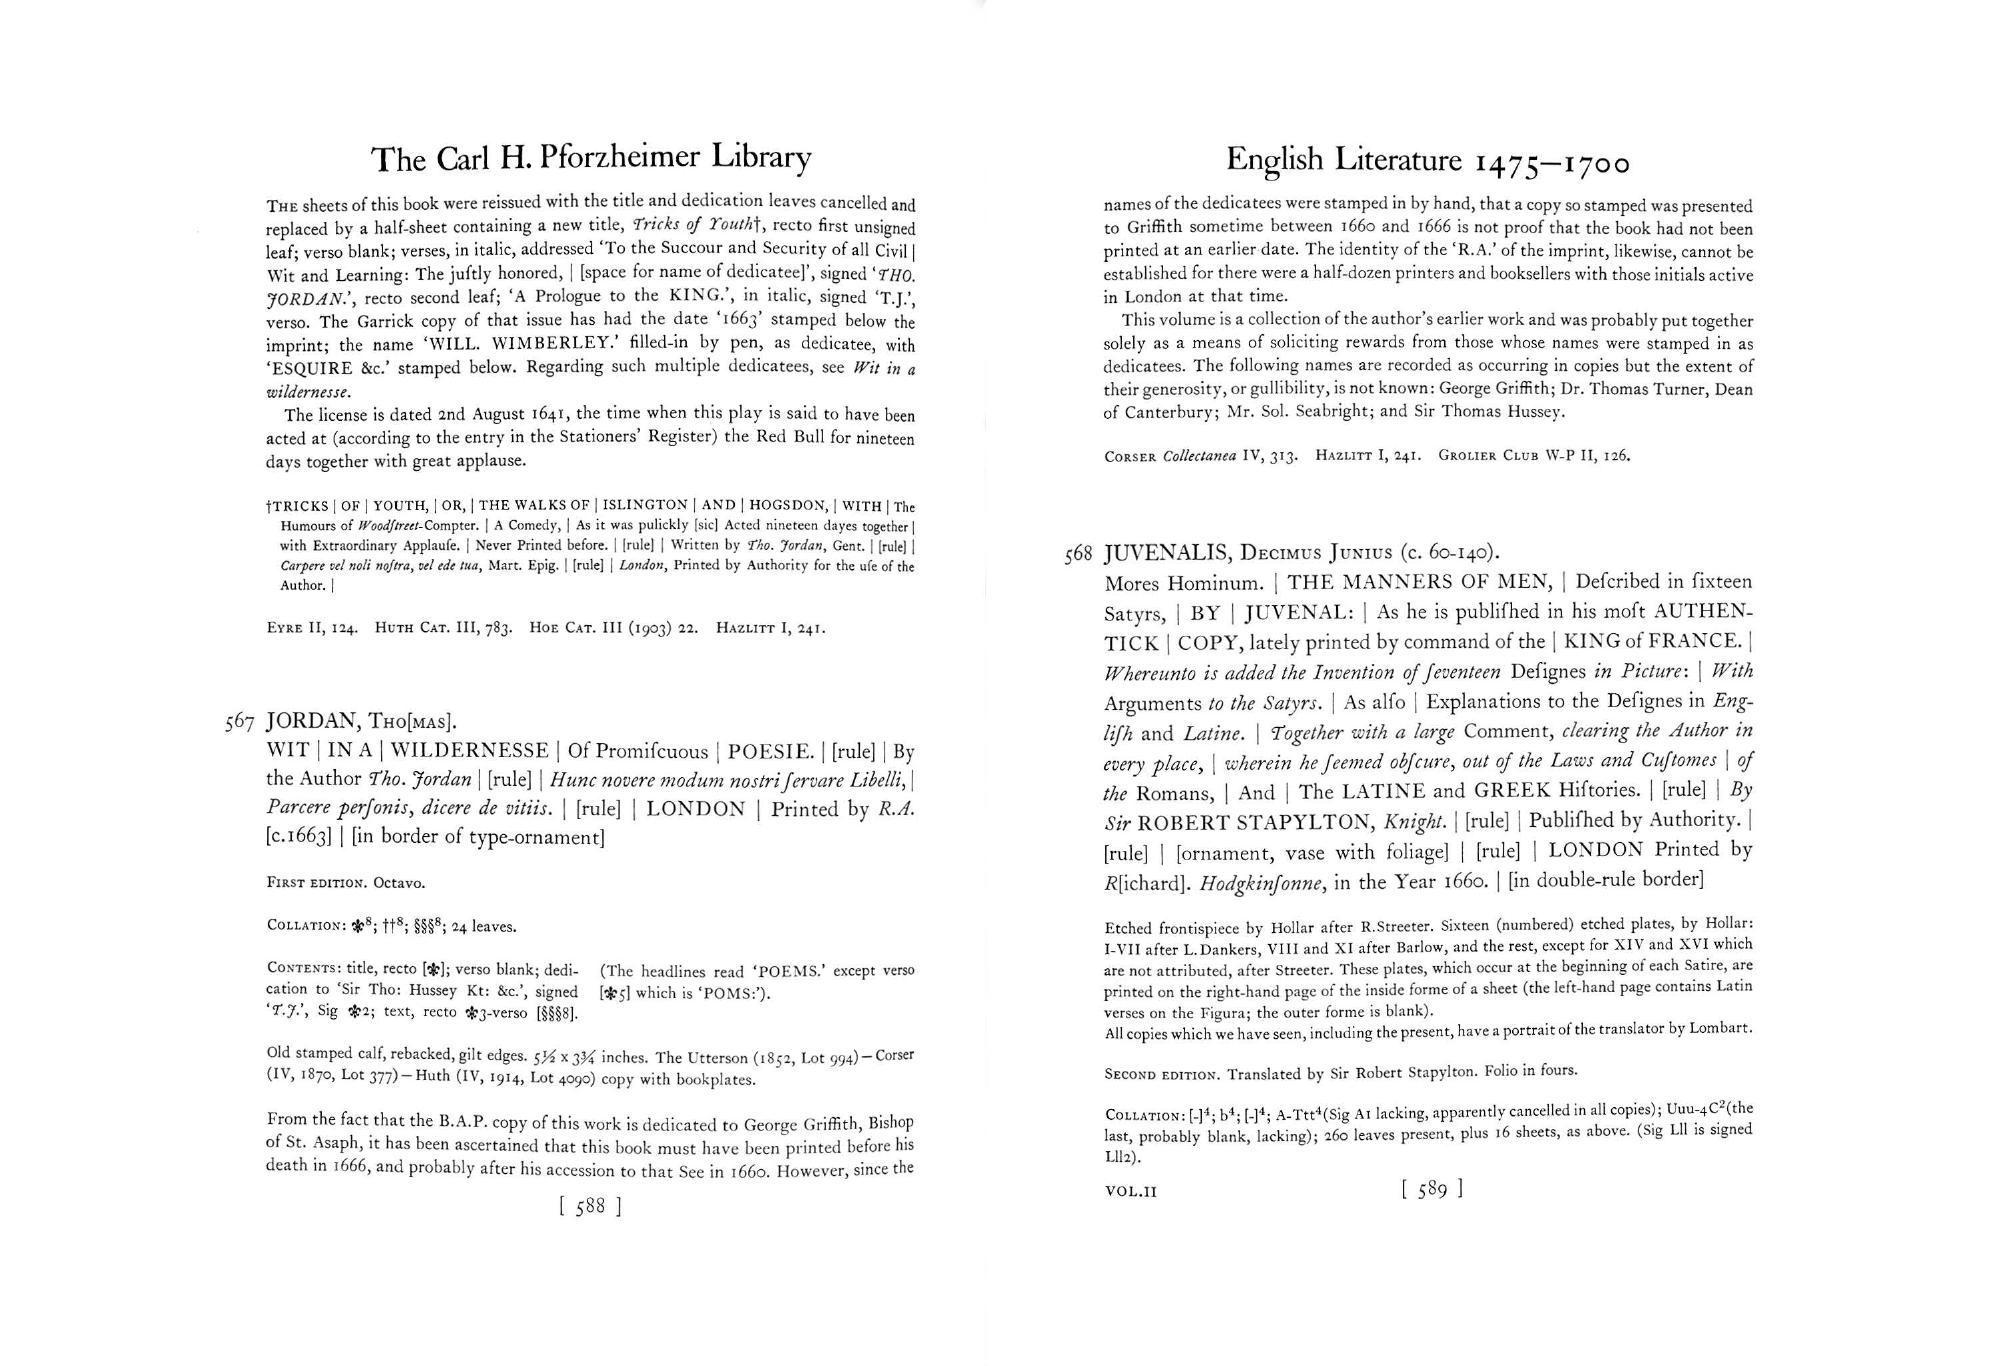 The Carl H. Pforzheimer Library
THE sheets of this book were reissued with the title and dedication leaves cancelled and
replaced by a half-sheet containing a new title, Tricks of Youth†, recto first unsigned
leaf; verso blank; verses, in italic, addressed ‘To the Succour and Security of all Civil |
Wit and Learning: The juſtly honored, | [space for name of dedicatee]’, signed ‘THO.
JORDAN.’, recto second leaf; ‘A Prologue to the KING.’, in italic, signed ‘T.J.’,
verso. The Garrick copy of that issue has had the date ‘1663’ stamped below the
imprint; the name ‘WILL. WIMBERLEY.’ filled-in by pen, as dedicatee, with
‘ESQUIRE &c.’ stamped below. Regarding such multiple dedicatees, see Wit in a
wildernesse.
The license is dated 2nd August 1641, the time when this play is said to have been
acted at (according to the entry in the Stationers’ Register) the Red Bull for nineteen
days together with great applause.
†TRICKS | OF | YOUTH, | OR, | THE WALKS OF | ISLINGTON | AND | HOGSDON, | WITH | The
Humours of Woodſtreet-Compter. | A Comedy, | As it was pulickly [sic] Acted nineteen dayes together |
with Extraordinary Applauſe. | Never Printed before. | [rule] | Written by Tho. Jordan, Gent. | [rule] |
Carpere vel noli noſtra, vel ede tua, Mart. Epig. | [rule] | London, Printed by Authority for the uſe of the
Author. |
EYRE II, 124. HUTH CAT. III, 783. HOE CAT. III (1903) 22. HAZLITT I, 241.
567 JORDAN, THO[MAS].
WIT | IN A | WILDERNESSE | Of Promiſcuous | POESIE. | [rule] | By
the Author Tho. Jordan | [rule] | Hunc novere modum nostri ſervare Libelli, |
Parcere perſonis, dicere de vitiis. | [rule] | LONDON | Printed by R.A.
[c.1663] | [in border of type-ornament]
FIRST EDITION. Octavo.
COLLATION: ✽⁸; ††⁸; §§§⁸; 24 leaves.
CONTENTS: title, recto [✽]; verso blank; dedi-
cation to ‘Sir Tho: Hussey Kt: &c.’, signed
‘T.J.’, Sig ✽2; text, recto ✽3-verso [§§§8].
(The headlines read ‘POEMS.’ except verso
[✽5] which is ‘POMS:’).
Old stamped calf, rebacked, gilt edges. 5½ x 3¾ inches. The Utterson (1852, Lot 994)—Corser
(IV, 1870, Lot 377)—Huth (IV, 1914, Lot 4090) copy with bookplates.
From the fact that the B.A.P. copy of this work is dedicated to George Griffith, Bishop
of St. Asaph, it has been ascertained that this book must have been printed before his
death in 1666, and probably after his accession to that See in 1660. However, since the
[ 588 ]
English Literature 1475—1700
names of the dedicatees were stamped in by hand, that a copy so stamped was presented
to Griffith sometime between 1660 and 1666 is not proof that the book had not been
printed at an earlier date. The identity of the ‘R.A.’ of the imprint, likewise, cannot be
established for there were a half-dozen printers and booksellers with those initials active
in London at that time.
This volume is a collection of the author’s earlier work and was probably put together
solely as a means of soliciting rewards from those whose names were stamped in as
dedicatees. The following names are recorded as occurring in copies but the extent of
their generosity, or gullibility, is not known: George Griffith; Dr. Thomas Turner, Dean
of Canterbury; Mr. Sol. Seabright; and Sir Thomas Hussey.
CORSER Collectanea IV, 313. HAZLITT I, 241. GROLIER CLUB W-P II, 126.
568 JUVENALIS, DECIMUS JUNIUS (c. 60-140).
Mores Hominum. | THE MANNERS OF MEN, | Deſcribed in ſixteen
Satyrs, | BY | JUVENAL: | As he is publiſhed in his moſt AUTHEN-
TICK | COPY, lately printed by command of the | KING of FRANCE. |
Whereunto is added the Invention of ſeventeen Deſignes in Picture: | With
Arguments to the Satyrs. | As alſo | Explanations to the Deſignes in Eng-
liſh and Latine. | Together with a large Comment, clearing the Author in
every place, | wherein he ſeemed obſcure, out of the Laws and Cuſtomes | of
the Romans, | And | The LATINE and GREEK Hiſtories. | [rule] | By
Sir ROBERT STAPYLTON, Knight. | [rule] | Publiſhed by Authority. |
[rule] | [ornament, vase with foliage] | [rule] | LONDON Printed by
R[ichard]. Hodgkinſonne, in the Year 1660. | [in double-rule border]
Etched frontispiece by Hollar after R.Streeter. Sixteen (numbered) etched plates, by Hollar:
I-VII after L.Dankers, VIII and XI after Barlow, and the rest, except for XIV and XVI which
are not attributed, after Streeter. These plates, which occur at the beginning of each Satire, are
printed on the right-hand page of the inside forme of a sheet (the left-hand page contains Latin
verses on the Figura; the outer forme is blank).
All copies which we have seen, including the present, have a portrait of the translator by Lombart.
SECOND EDITION. Translated by Sir Robert Stapylton. Folio in fours.
COLLATION: [-]⁴; b⁴; [-]⁴; A-Ttt⁴(Sig A1 lacking, apparently cancelled in all copies); Uuu-4C²(the
last, probably blank, lacking); 260 leaves present, plus 16 sheets, as above. (Sig Lll is signed
Lll2).
VOL.II
[ 589 ]